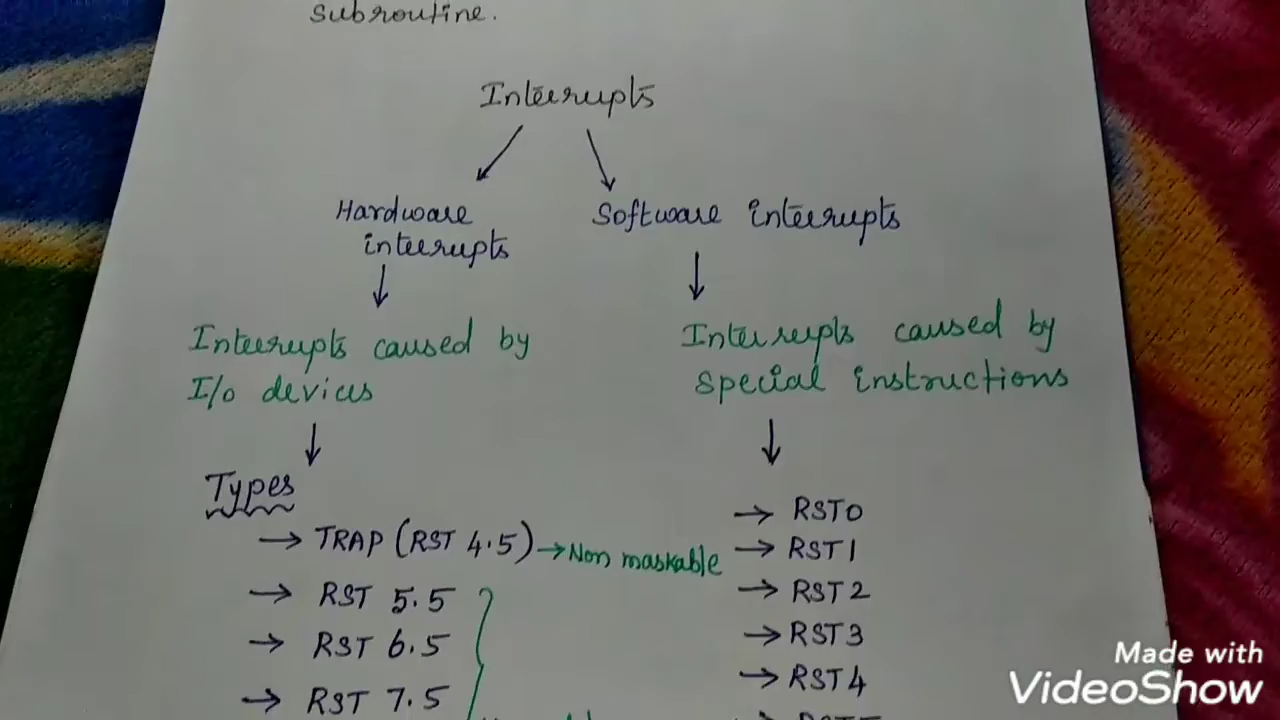 subroutine.
Interrupts
Hardware
interrupts
Software interrupts
Interrupts caused by
I/o devices
Interrupts caused by
special instructions
Types
→ TRAP (RST 4.5) → Non maskable
→ RST 5.5
→ RST 6.5
→ RST 7.5
→ RST0
→ RST1
→ RST2
→ RST3
→ RST4
Made with
VideoShow